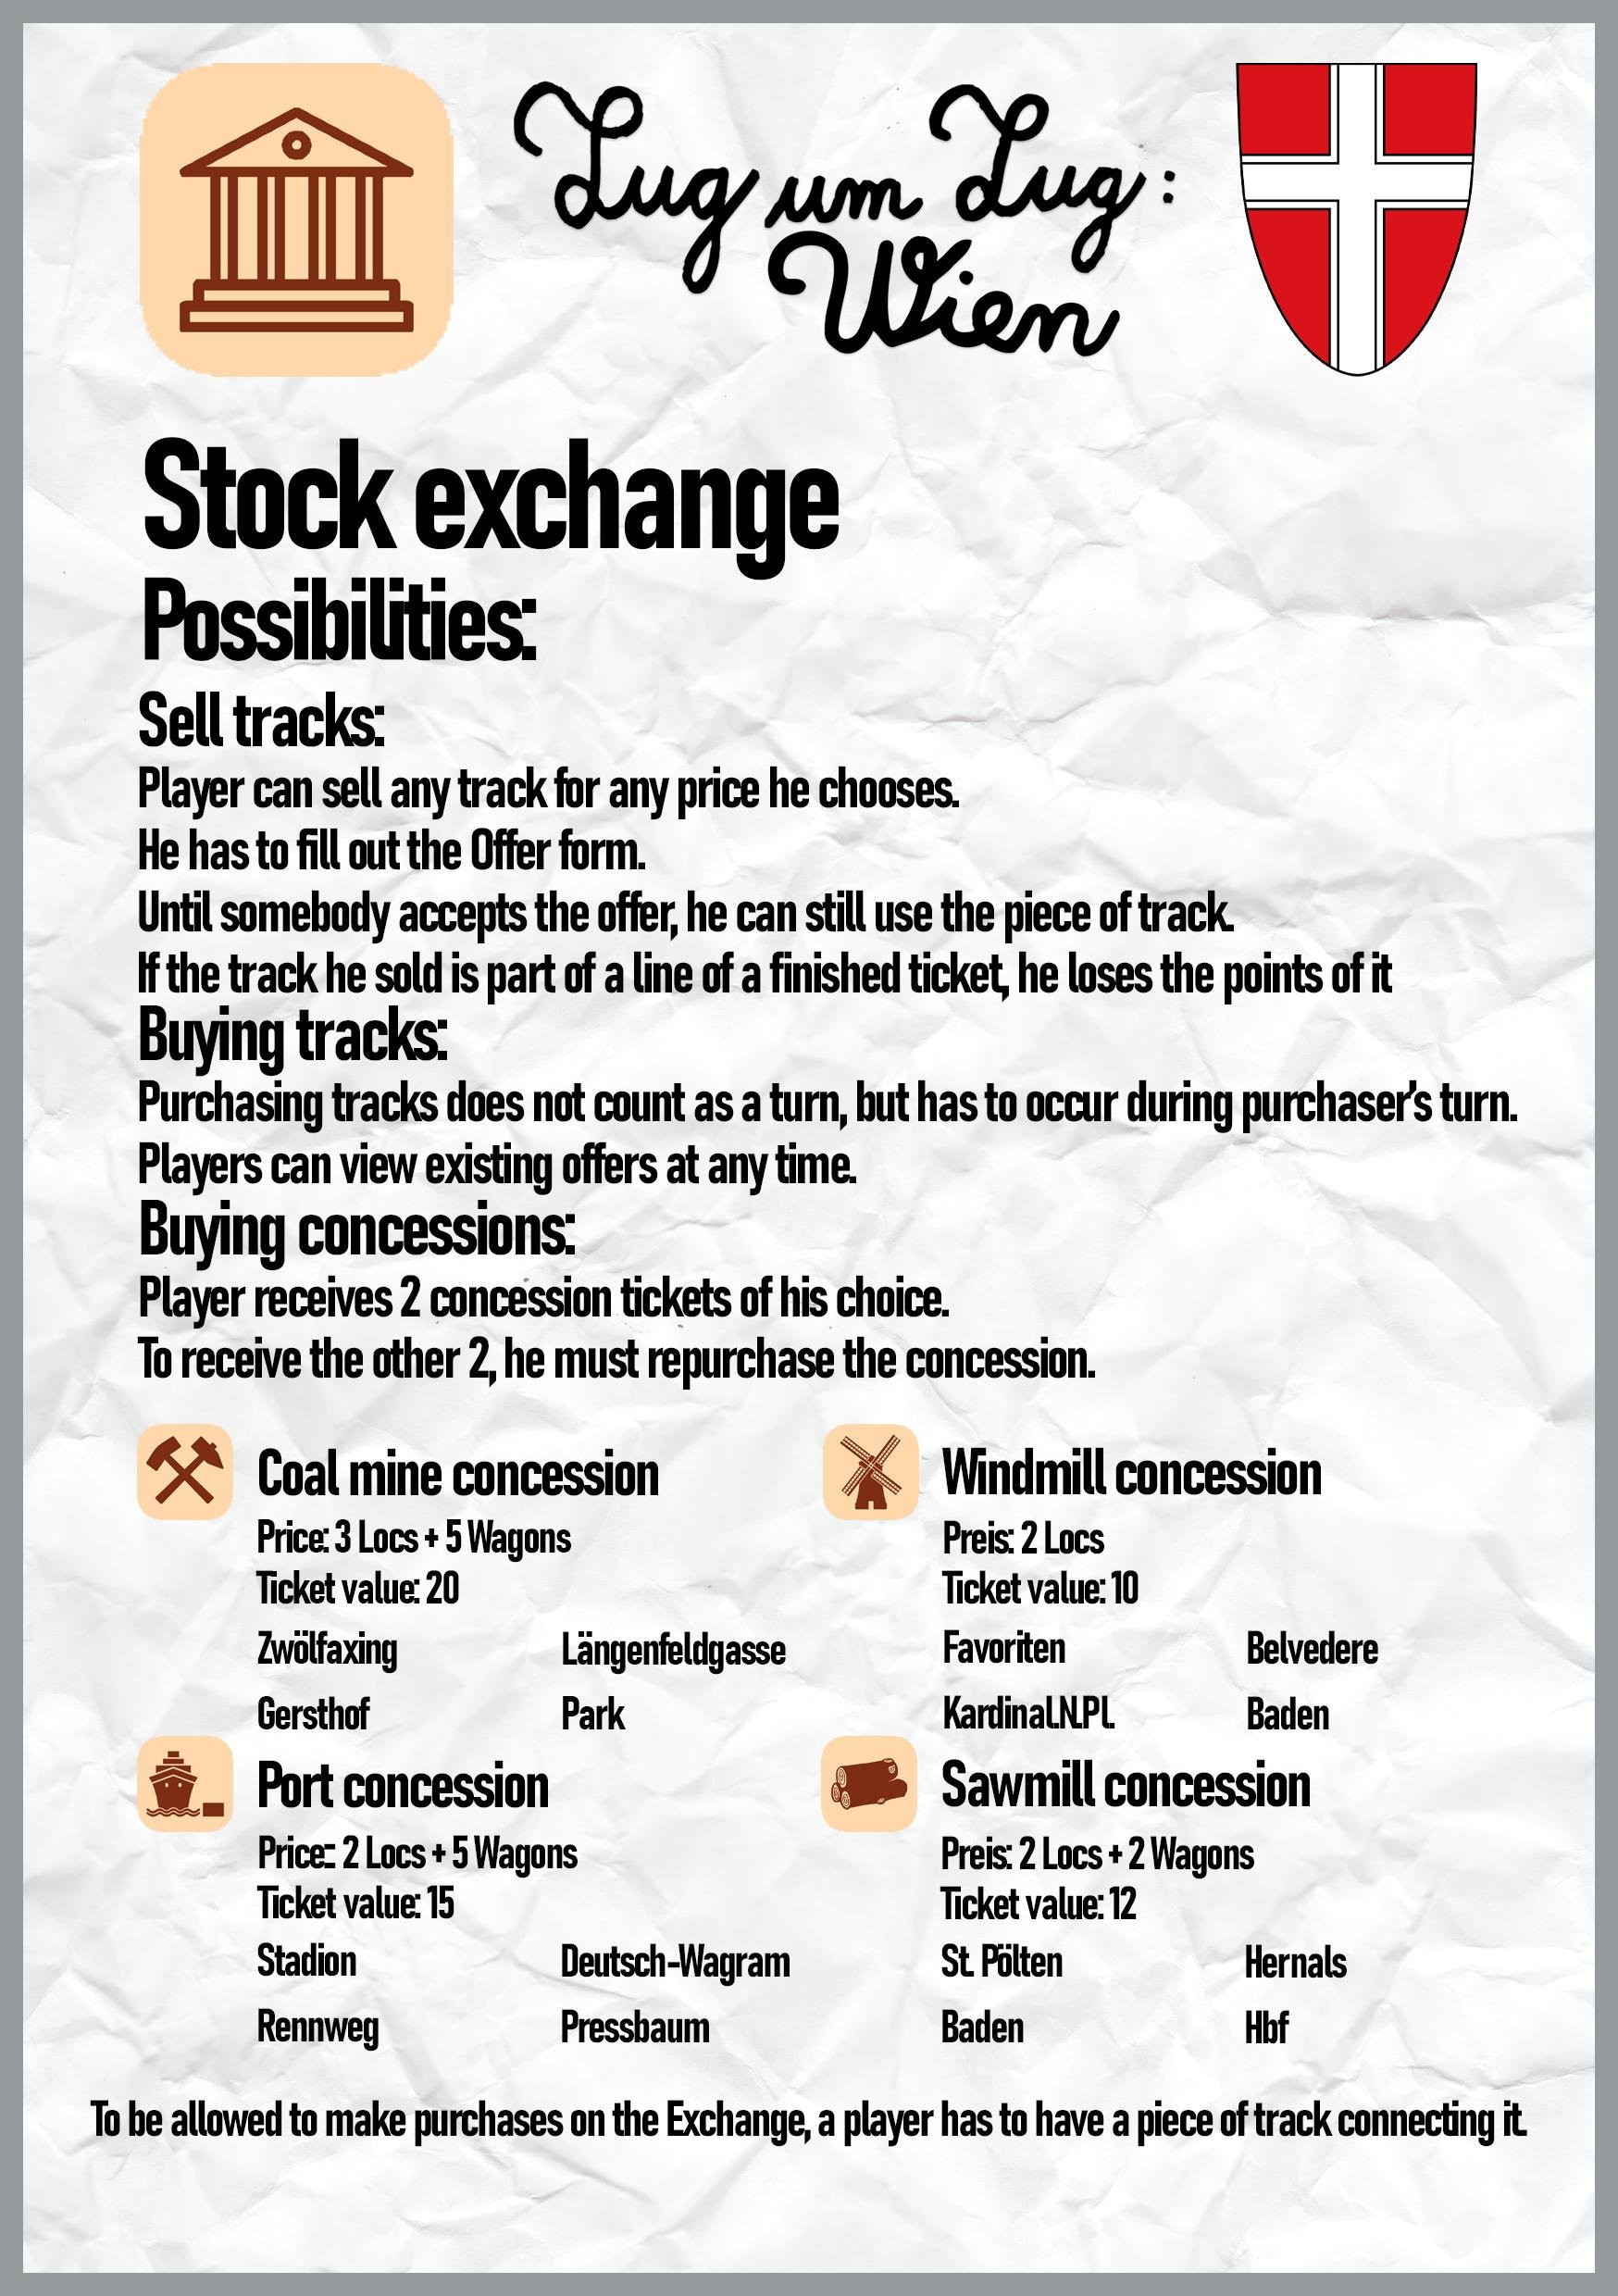 Zug um Zug:
Wien
Stock exchange
Possibilities:
Sell tracks:
Player can sell any track for any price he chooses.
He has to fill out the Offer form.
Until somebody accepts the offer, he can still use the piece of track.
If the track he sold is part of a line of a finished ticket, he loses the points of it
Buying tracks:
Purchasing tracks does not count as a turn, but has to occur during purchaser's turn.
Players can view existing offers at any time.
Buying concessions:
Player receives 2 concession tickets of his choice.
To receive the other 2, he must repurchase the concession.
Coal mine concession
Price: 3 Locs + 5 Wagons
Ticket value: 20
Zwölfaxing Längenfeldgasse
Gersthof Park
Windmill concession
Preis: 2 Locs
Ticket value: 10
Favoriten Belvedere
Kardinal.N.Pl. Baden
Port concession
Price:: 2 Locs + 5 Wagons
Ticket value: 15
Stadion Deutsch-Wagram
Rennweg Pressbaum
Sawmill concession
Preis: 2 Locs + 2 Wagons
Ticket value: 12
St. Pölten Hernals
Baden Hbf
To be allowed to make purchases on the Exchange, a player has to have a piece of track connecting it.